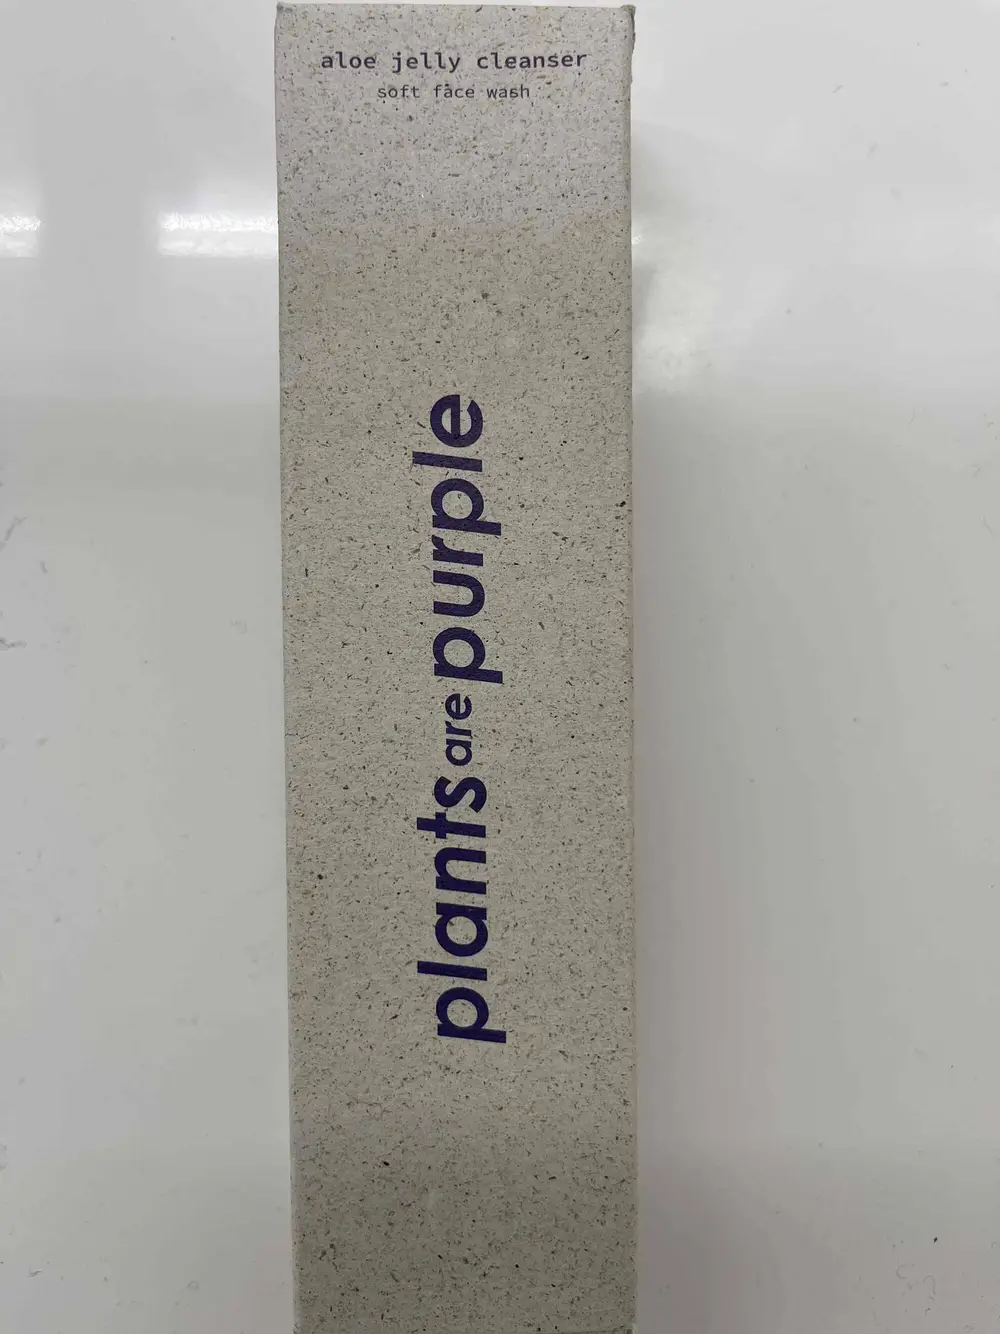 aloe jelly cleanser
soft face wash
plants are purple